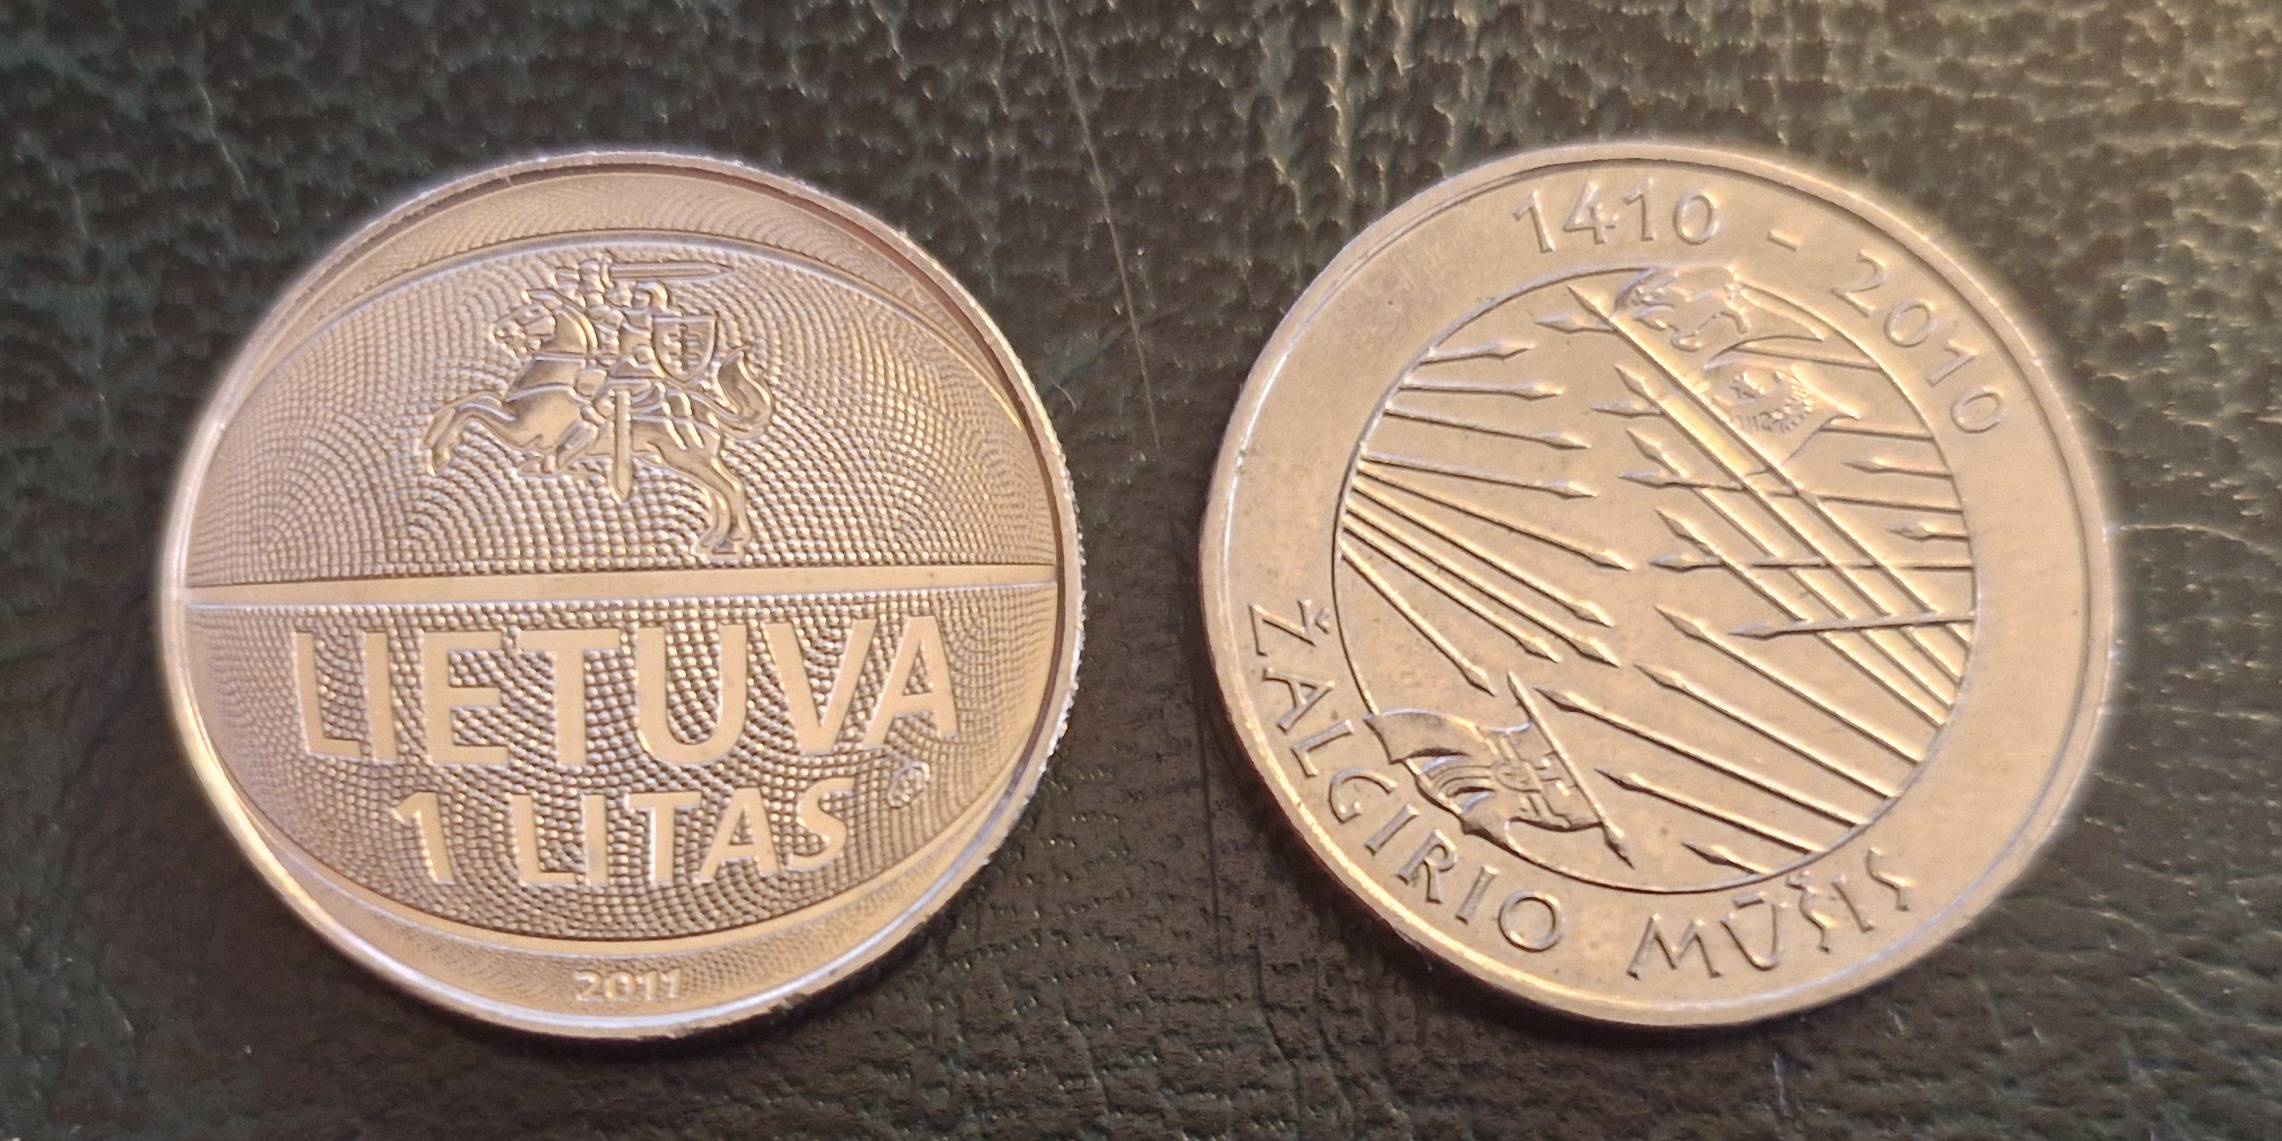 LIETUVA
1 LITAS
2011
1410 - 2010
ŽALGIRIO MŪŠIS